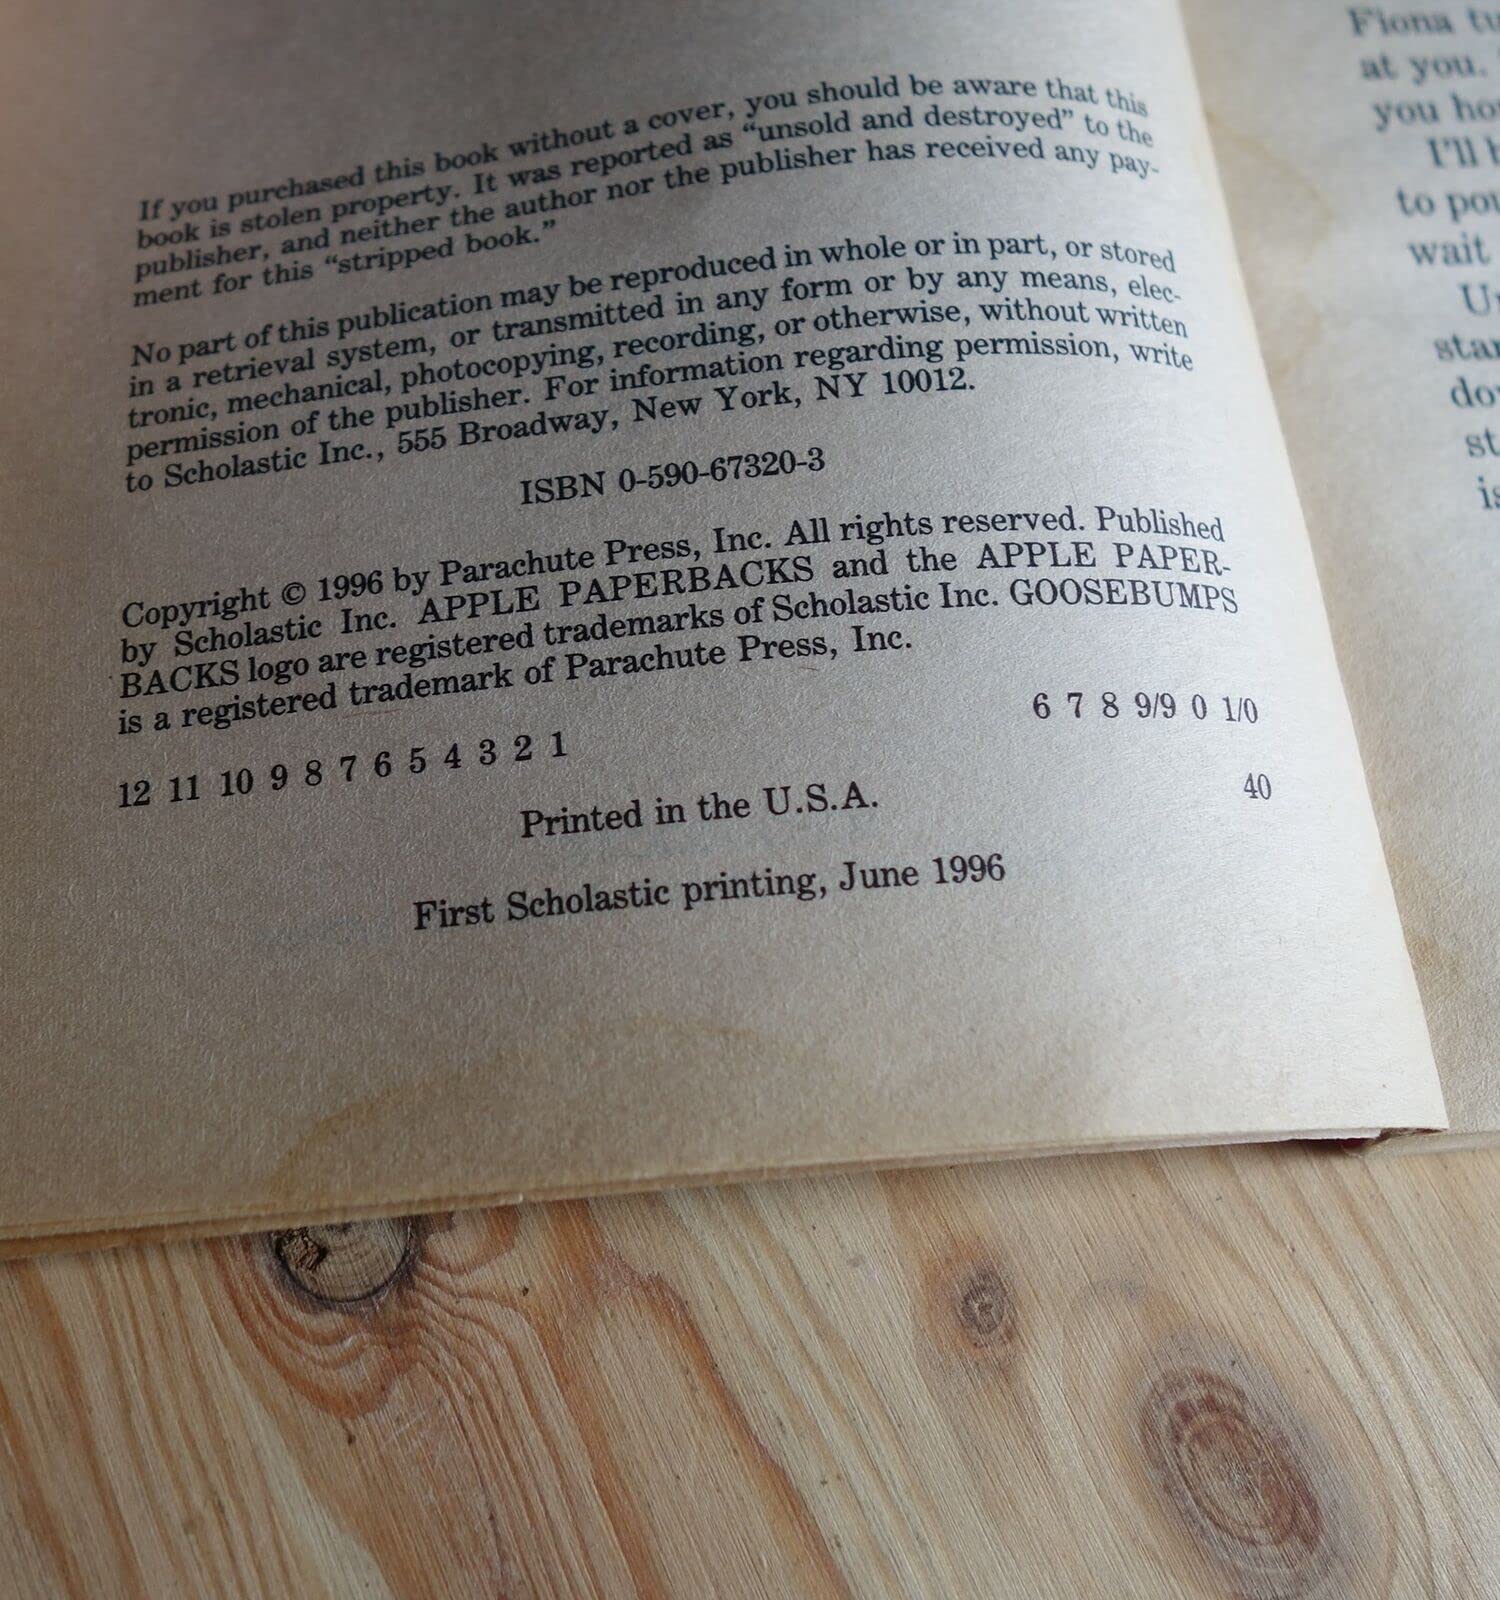 If you purchased this book without a cover, you should be aware that this
book is stolen property. It was reported as “unsold and destroyed” to the
publisher, and neither the author nor the publisher has received any pay-
ment for this “stripped book.”
No part of this publication may be reproduced in whole or in part, or stored
in a retrieval system, or transmitted in any form or by any means, elec-
tronic, mechanical, photocopying, recording, or otherwise, without written
permission of the publisher. For information regarding permission, write
to Scholastic Inc., 555 Broadway, New York, NY 10012.
ISBN 0-590-67320-3
Copyright © 1996 by Parachute Press, Inc. All rights reserved. Published
by Scholastic Inc. APPLE PAPERBACKS and the APPLE PAPER-
BACKS logo are registered trademarks of Scholastic Inc. GOOSEBUMPS
is a registered trademark of Parachute Press, Inc.
12 11 10 9 8 7 6 5 4 3 2 1 6 7 8 9/9 0 1/0
Printed in the U.S.A. 40
First Scholastic printing, June 1996
Fiona
at you.
you
I'll
to
wait